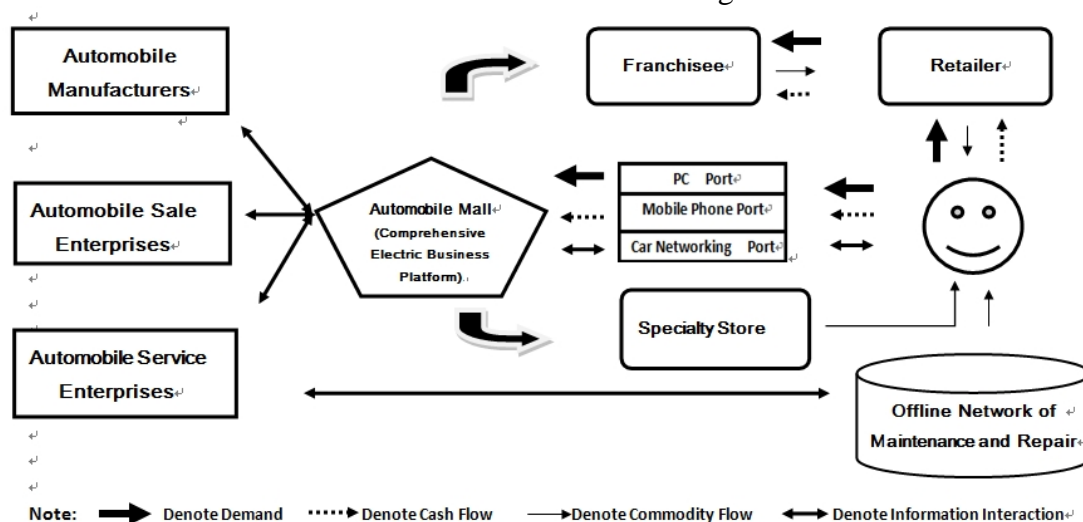 Automobile
Manufacturers
Franchisee
Retailer
PC Port
Mobile Phone Port
Car Networking Port
Automobile Sale
Enterprises
Automobile Mall
(Comprehensive
Electric Business
Platform).
Specialty Store
Automobile Service
Enterprises
Offline Network of
Maintenance and Repair
Note: Denote Demand Denote Cash Flow Denote Commodity Flow Denote Information Interaction